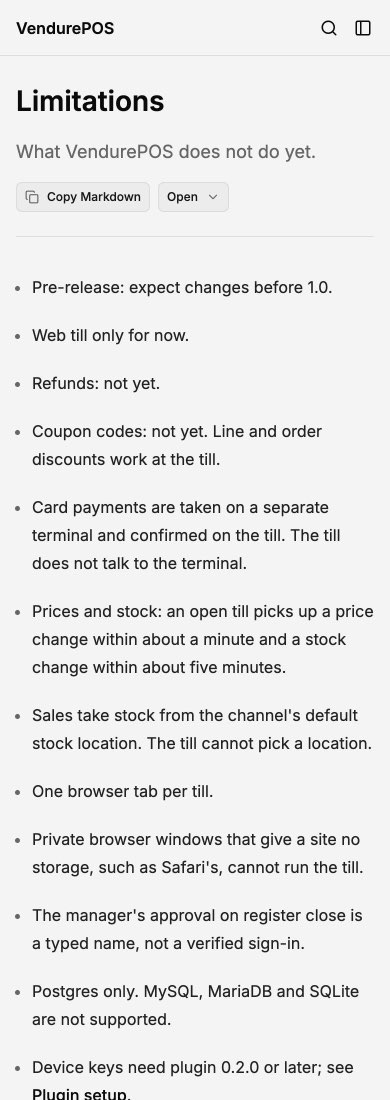 VendurePOS
Limitations
What VendurePOS does not do yet.
Copy Markdown
Open
Pre-release: expect changes before 1.0.
Web till only for now.
Refunds: not yet.
Coupon codes: not yet. Line and order
discounts work at the till.
Card payments are taken on a separate
terminal and confirmed on the till. The till
does not talk to the terminal.
Prices and stock: an open till picks up a price
change within about a minute and a stock
change within about five minutes.
Sales take stock from the channel's default
stock location. The till cannot pick a location.
One browser tab per till.
Private browser windows that give a site no
storage, such as Safari's, cannot run the till.
The manager's approval on register close is
a typed name, not a verified sign-in.
Postgres only. MySQL, MariaDB and SQLite
are not supported.
Device keys need plugin 0.2.0 or later; see
Plugin setup.